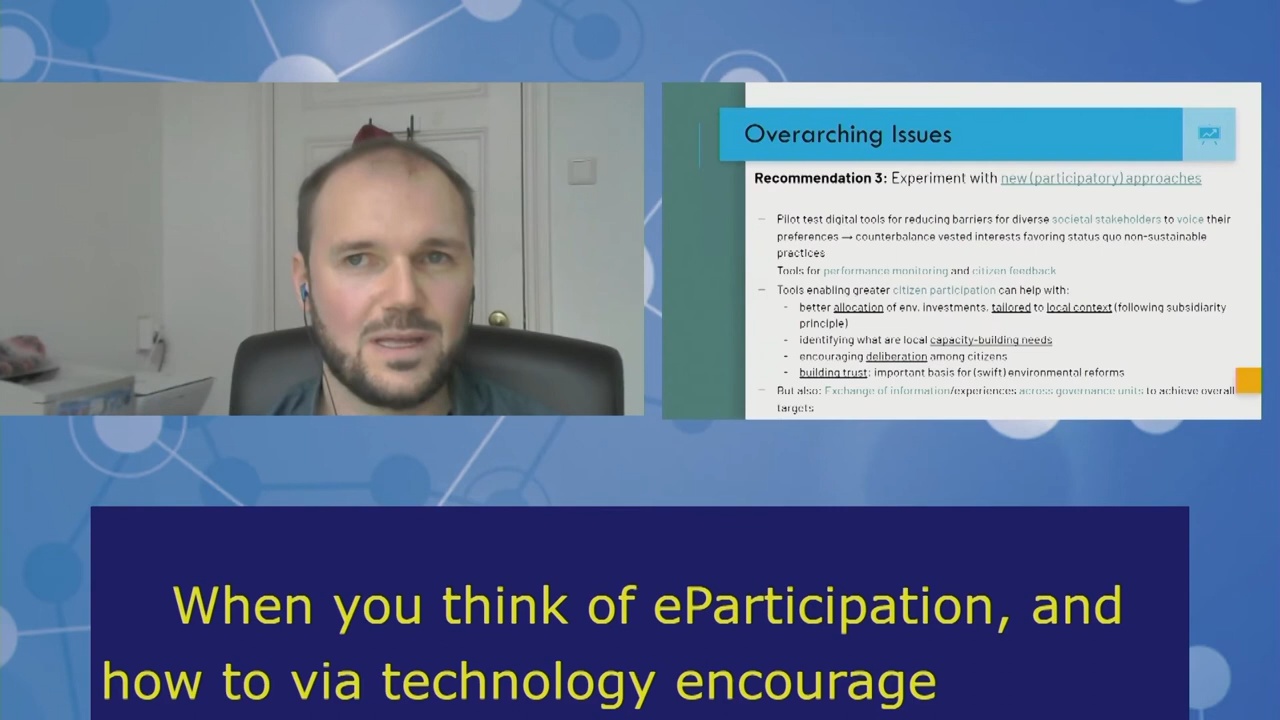 Overarching Issues
Recommendation 3: Experiment with new (participatory) approaches
– Pilot test digital tools for reducing barriers for diverse societal stakeholders to voice their
preferences → counterbalance vested interests favoring status quo non-sustainable
practices
Tools for performance monitoring and citizen feedback
– Tools enabling greater citizen participation can help with:
- better allocation of env. investments, tailored to local context (following subsidiarity
principle)
- identifying what are local capacity-building needs
- encouraging deliberation among citizens
- building trust: important basis for (swift) environmental reforms
– But also: Exchange of information/experiences across governance units to achieve overall
targets
When you think of eParticipation, and
how to via technology encourage